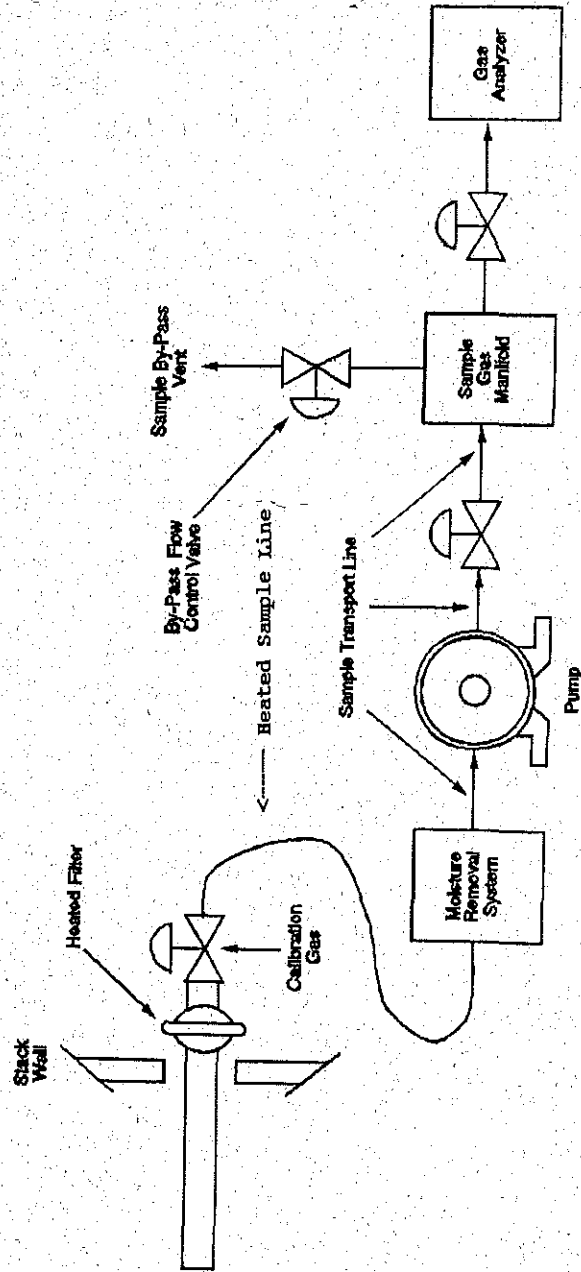 Stack
Wall
Heated Filter
Calibration
Gas
<---- Heated Sample Line
Moisture
Removal
System
Sample Transport Line
Pump
By-Pass Flow
Control Valve
Sample By-Pass
Vent
Sample
Gas
Manifold
Gas
Analyzer